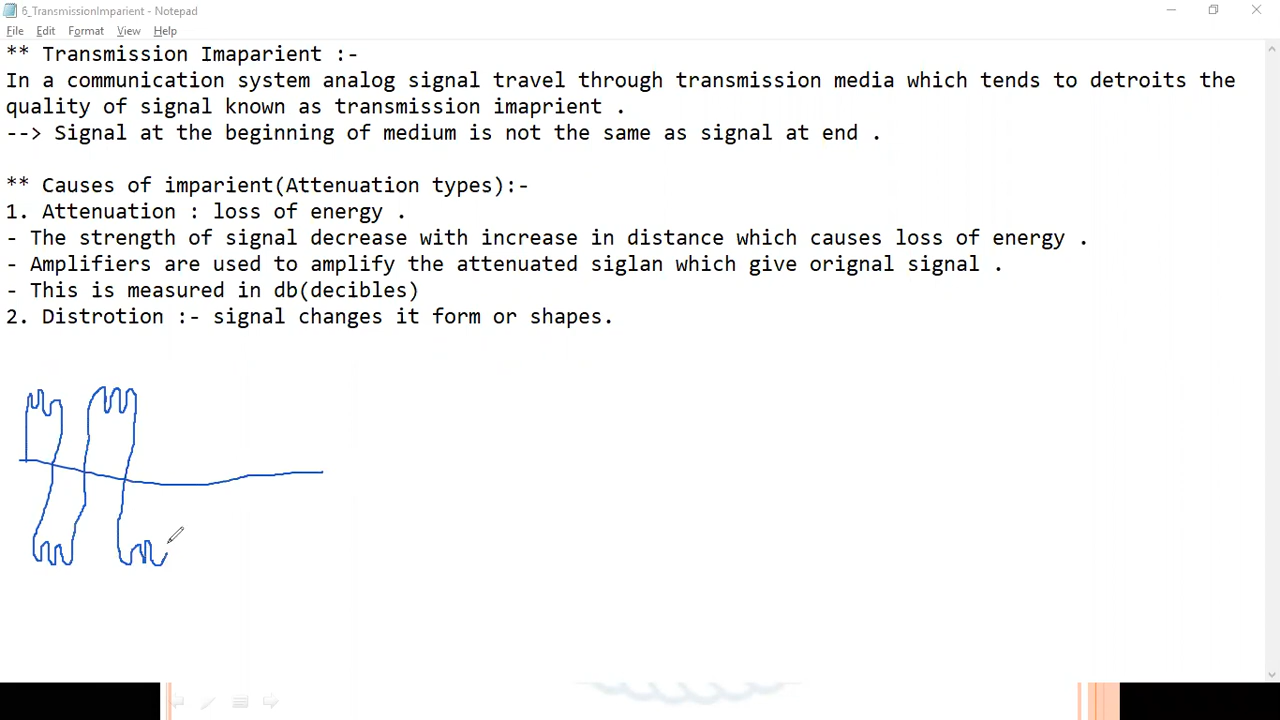 6_TransmissionImparient - Notepad
File Edit Format View Help
** Transmission Imaparient :-
In a communication system analog signal travel through transmission media which tends to detroits the
quality of signal known as transmission imaprient .
--> Signal at the beginning of medium is not the same as signal at end .
** Causes of imparient(Attenuation types):-
1. Attenuation : loss of energy .
- The strength of signal decrease with increase in distance which causes loss of energy .
- Amplifiers are used to amplify the attenuated siglan which give orignal signal .
- This is measured in db(decibles)
2. Distrotion :- signal changes it form or shapes.